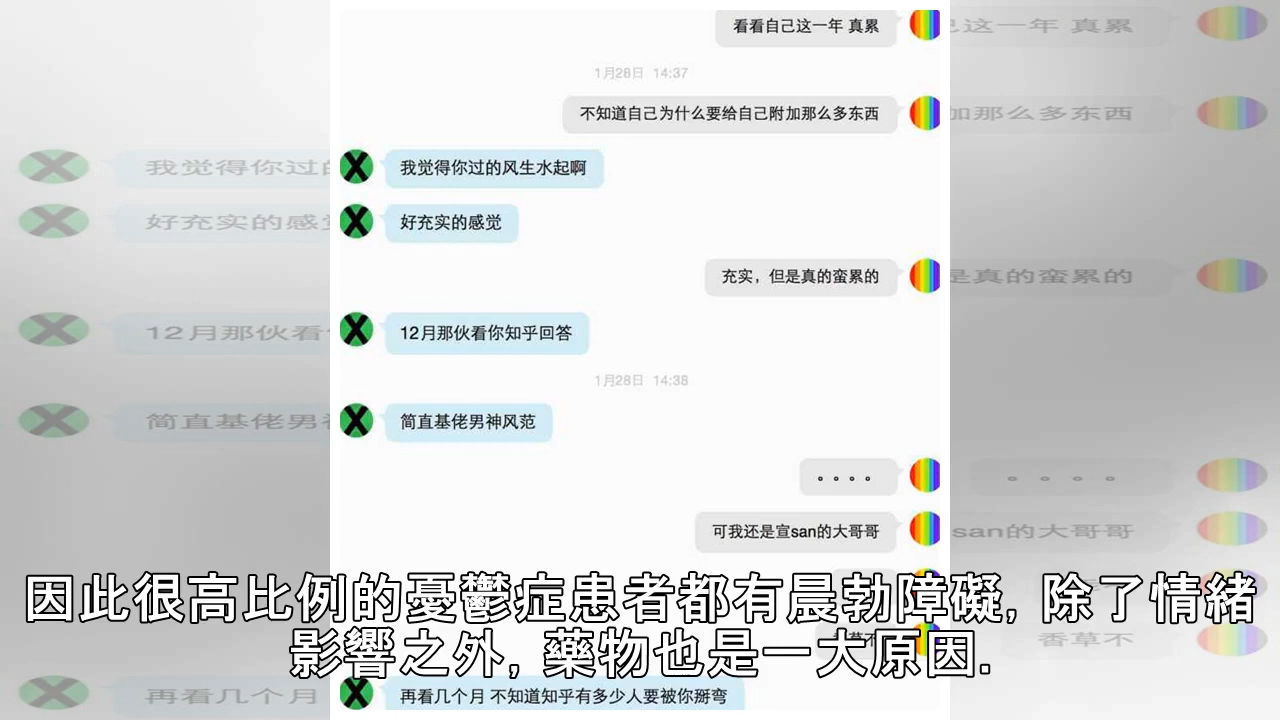 看看自己这一年 真累
1月28日 14:37
不知道自己为什么要给自己附加那么多东西
我觉得你过的风生水起啊
好充实的感觉
充实，但是真的蛮累的
12月那伙看你知乎回答
1月28日 14:38
简直基佬男神风范
。。。。
可我还是宣san的大哥哥
因此很高比例的憂鬱症患者都有晨勃障礙, 除了情緒
影響之外, 藥物也是一大原因.
香草不
再看几个月 不知道知乎有多少人要被你掰弯